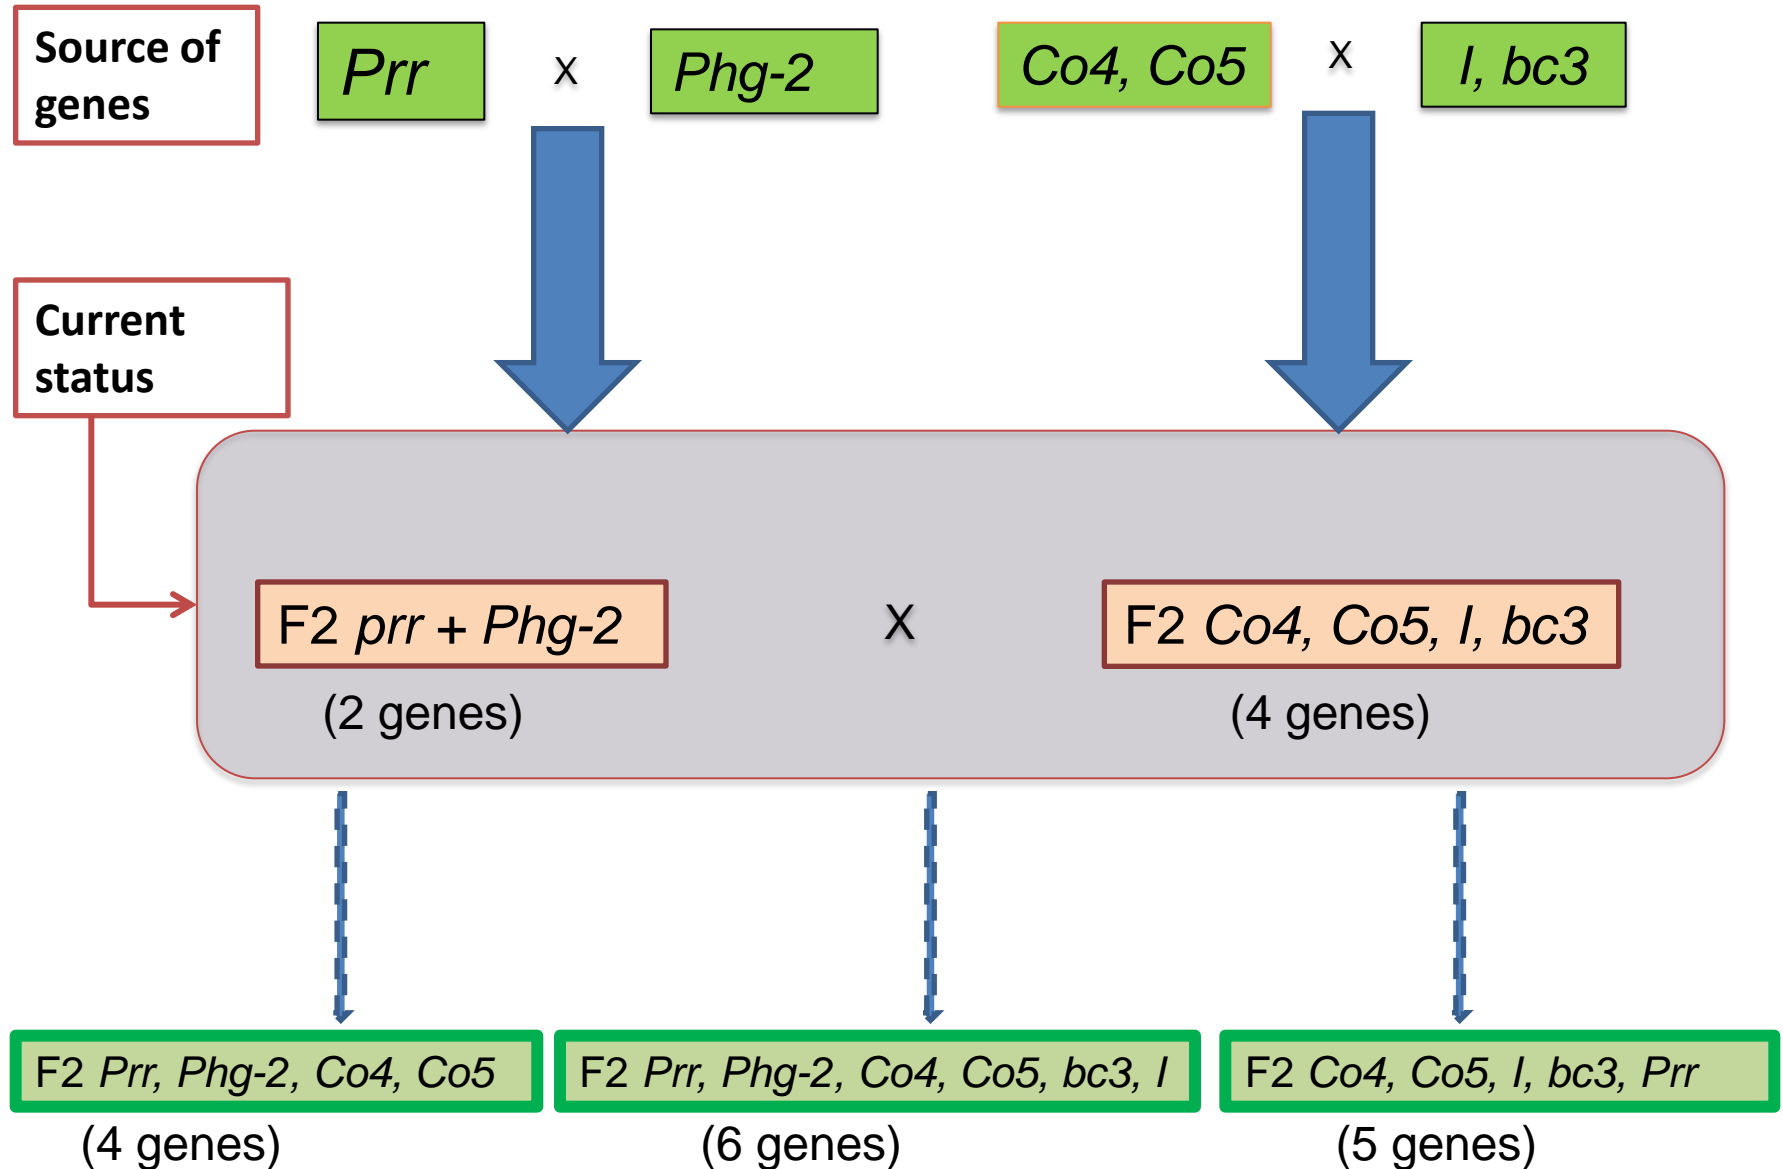 Source of
genes
Prr
X
Phg-2
Co4, Co5
X
I, bc3
Current
status
F2 prr + Phg-2
X
F2 Co4, Co5, I, bc3
(2 genes)
(4 genes)
F2 Prr, Phg-2, Co4, Co5
F2 Prr, Phg-2, Co4, Co5, bc3, I
F2 Co4, Co5, I, bc3, Prr
(4 genes)
(6 genes)
(5 genes)